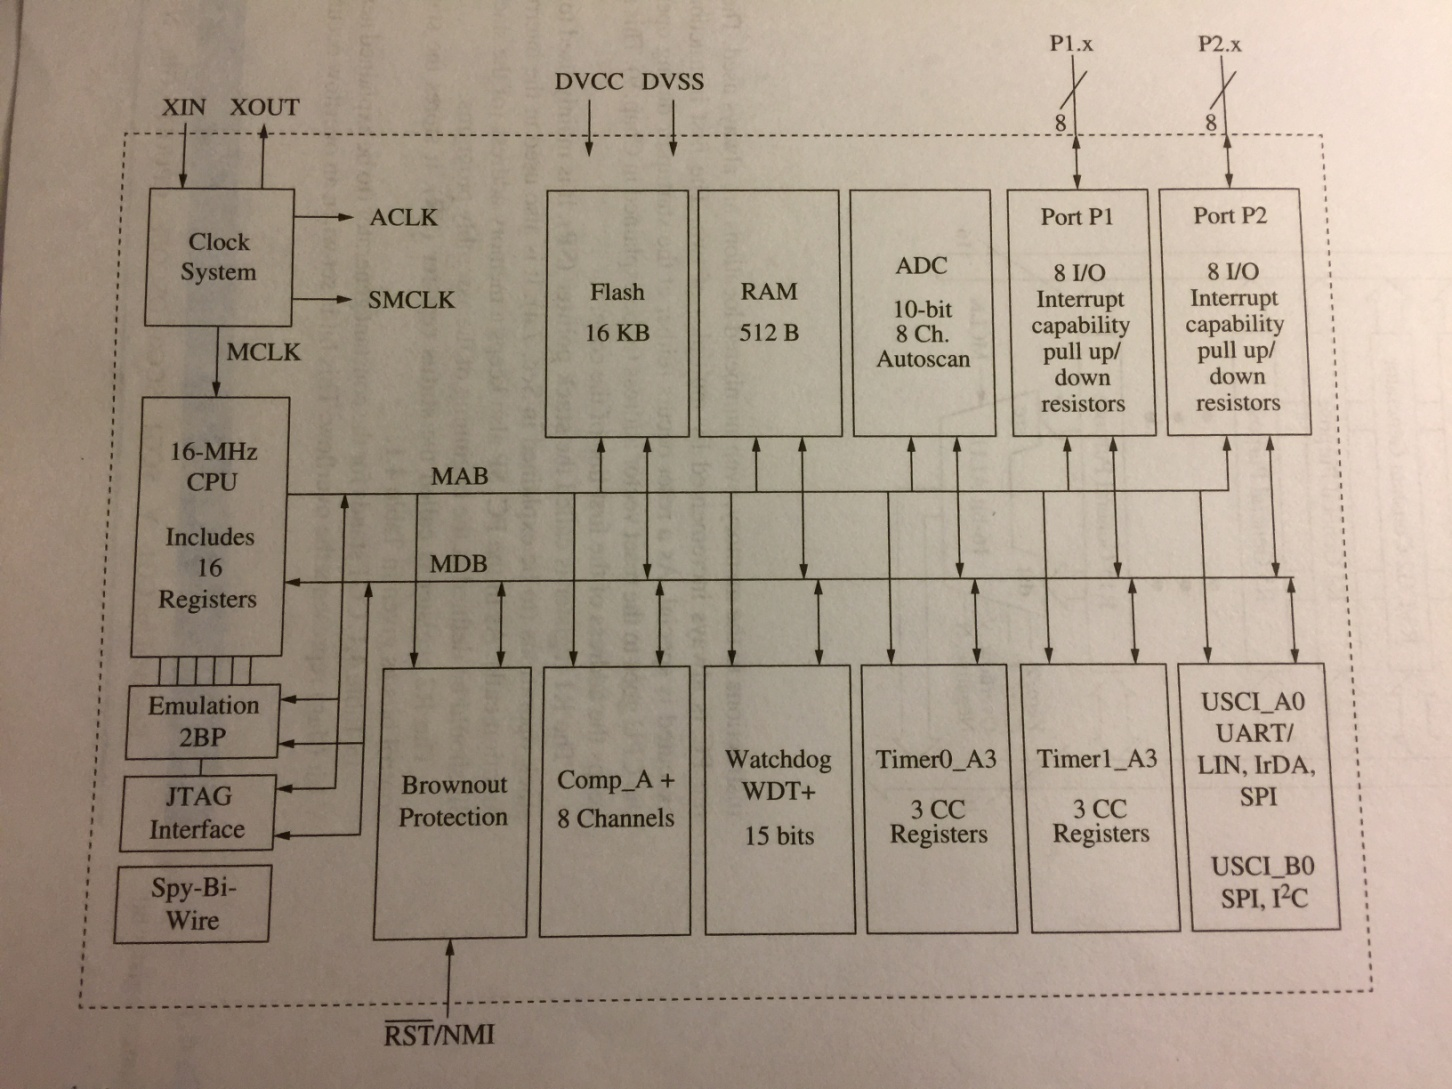 P1.x
P2.x
DVCC DVSS
XIN XOUT
8
8
Clock
System
ACLK
SMCLK
MCLK
Flash
16 KB
RAM
512 B
ADC
10-bit
8 Ch.
Autoscan
Port P1
8 I/O
Interrupt
capability
pull up/
down
resistors
Port P2
8 I/O
Interrupt
capability
pull up/
down
resistors
16-MHz
CPU
Includes
16
Registers
MAB
MDB
Emulation
2BP
JTAG
Interface
Spy-Bi-
Wire
Brownout
Protection
Comp_A +
8 Channels
Watchdog
WDT+
15 bits
Timer0_A3
3 CC
Registers
Timer1_A3
3 CC
Registers
USCI_A0
UART/
LIN, IrDA,
SPI
USCI_B0
SPI, I²C
R̅S̅T̅/NMI